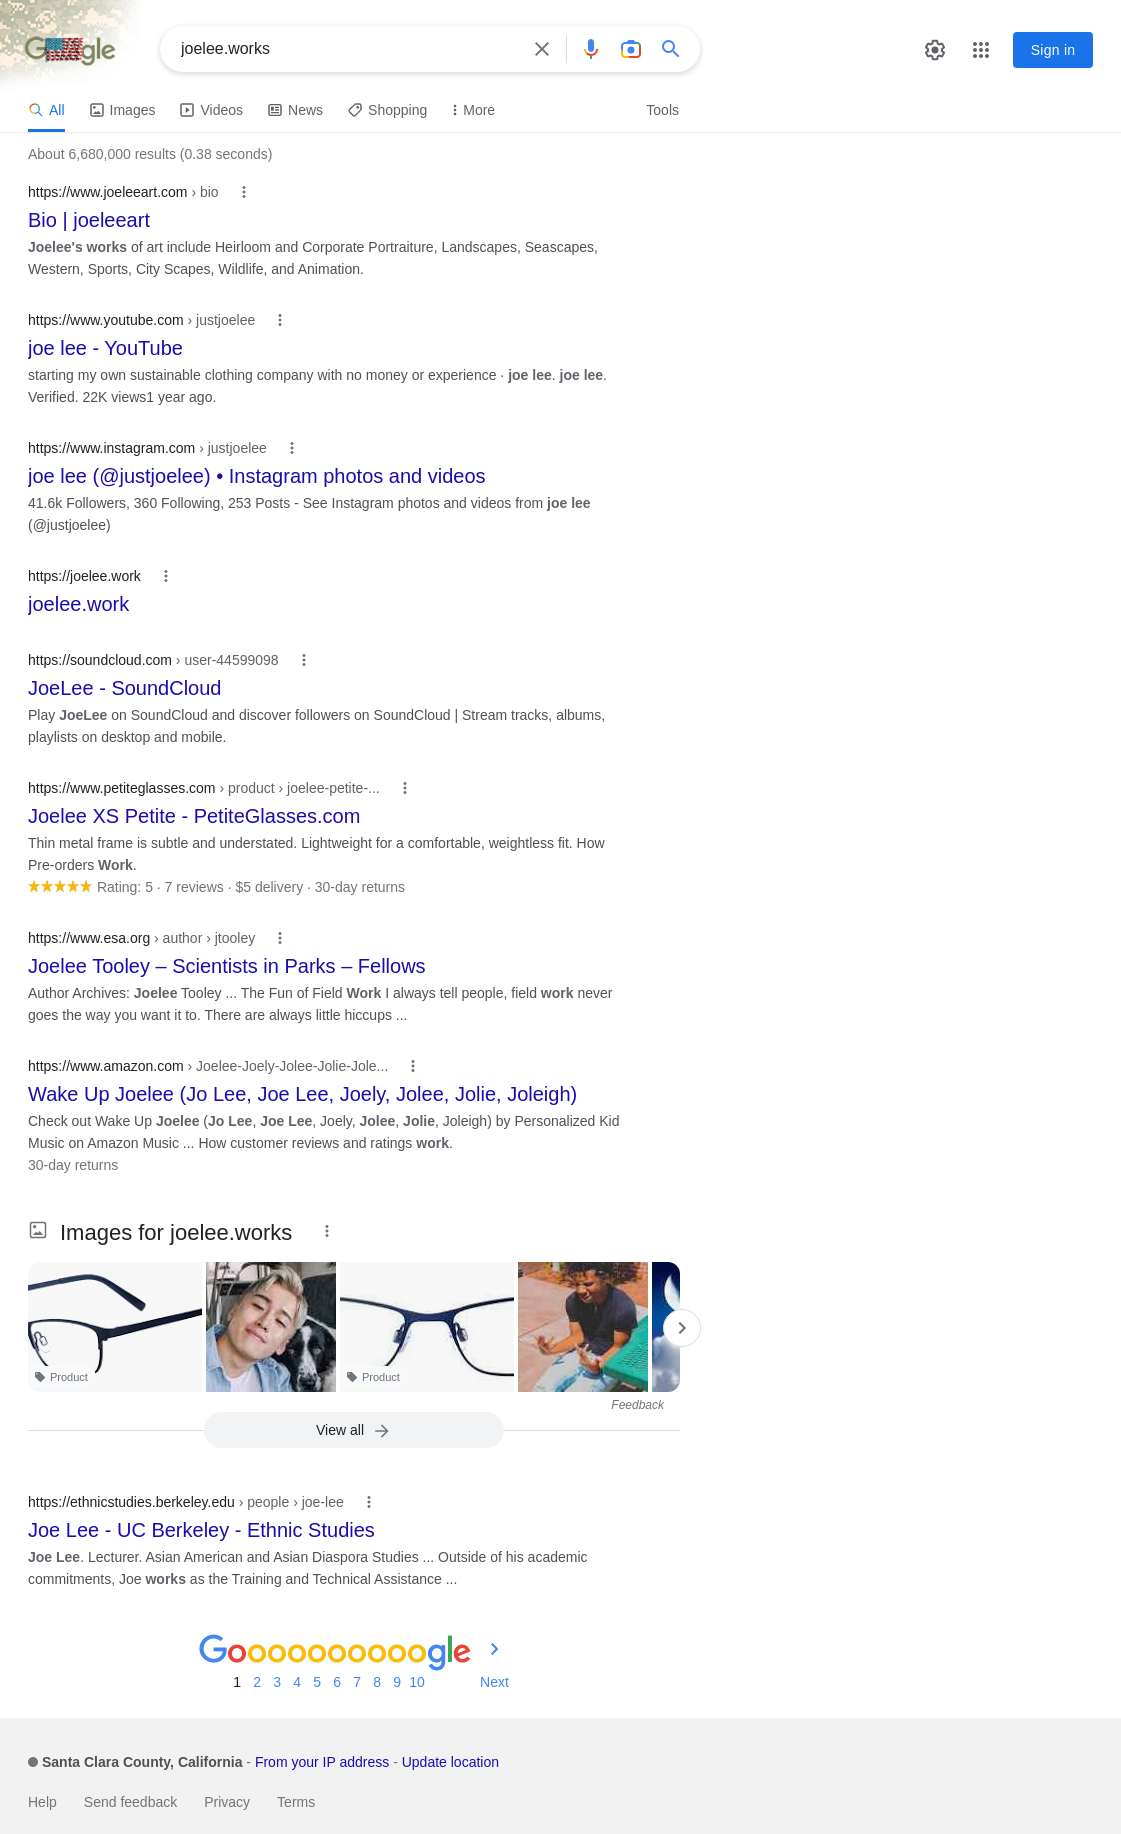 Google
joelee.works
Sign in
All Images Videos News Shopping More Tools
About 6,680,000 results (0.38 seconds)
https://www.joeleeart.com › bio
Bio | joeleeart
Joelee's works of art include Heirloom and Corporate Portraiture, Landscapes, Seascapes,
Western, Sports, City Scapes, Wildlife, and Animation.
https://www.youtube.com › justjoelee
joe lee - YouTube
starting my own sustainable clothing company with no money or experience · joe lee. joe lee.
Verified. 22K views1 year ago.
https://www.instagram.com › justjoelee
joe lee (@justjoelee) • Instagram photos and videos
41.6k Followers, 360 Following, 253 Posts - See Instagram photos and videos from joe lee
(@justjoelee)
https://joelee.work
joelee.work
https://soundcloud.com › user-44599098
JoeLee - SoundCloud
Play JoeLee on SoundCloud and discover followers on SoundCloud | Stream tracks, albums,
playlists on desktop and mobile.
https://www.petiteglasses.com › product › joelee-petite-...
Joelee XS Petite - PetiteGlasses.com
Thin metal frame is subtle and understated. Lightweight for a comfortable, weightless fit. How
Pre-orders Work.
Rating: 5 · 7 reviews · $5 delivery · 30-day returns
https://www.esa.org › author › jtooley
Joelee Tooley – Scientists in Parks – Fellows
Author Archives: Joelee Tooley ... The Fun of Field Work I always tell people, field work never
goes the way you want it to. There are always little hiccups ...
https://www.amazon.com › Joelee-Joely-Jolee-Jolie-Jole...
Wake Up Joelee (Jo Lee, Joe Lee, Joely, Jolee, Jolie, Joleigh)
Check out Wake Up Joelee (Jo Lee, Joe Lee, Joely, Jolee, Jolie, Joleigh) by Personalized Kid
Music on Amazon Music ... How customer reviews and ratings work.
30-day returns
Images for joelee.works
Product Product
Feedback
View all
https://ethnicstudies.berkeley.edu › people › joe-lee
Joe Lee - UC Berkeley - Ethnic Studies
Joe Lee. Lecturer. Asian American and Asian Diaspora Studies ... Outside of his academic
commitments, Joe works as the Training and Technical Assistance ...
Goooooooooogle
1 2 3 4 5 6 7 8 9 10 Next
Santa Clara County, California - From your IP address - Update location
Help Send feedback Privacy Terms